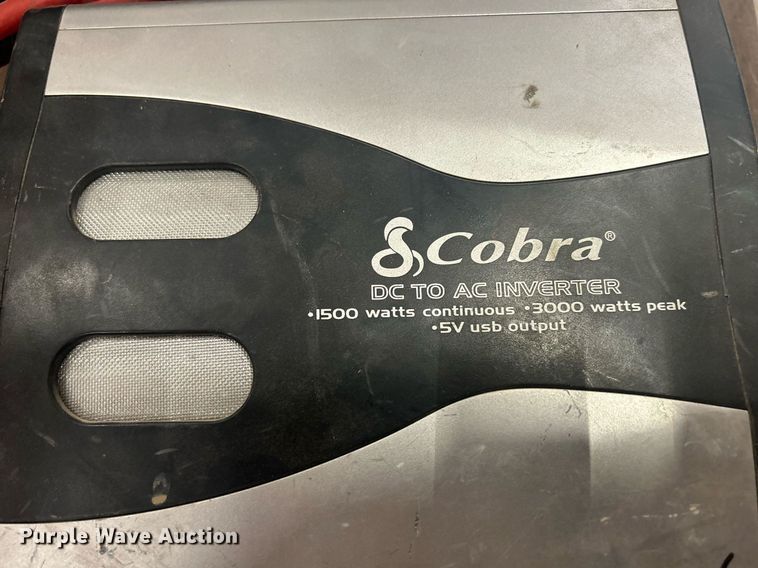 Cobra®
DC TO AC INVERTER
•1500 watts continuous •3000 watts peak
•5V usb output
Purple Wave Auction